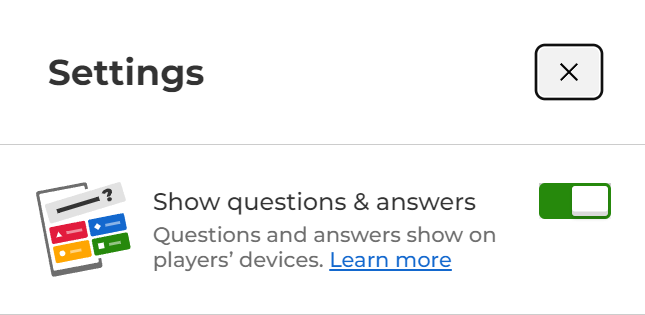 Settings
Show questions & answers
Questions and answers show on
players’ devices. Learn more